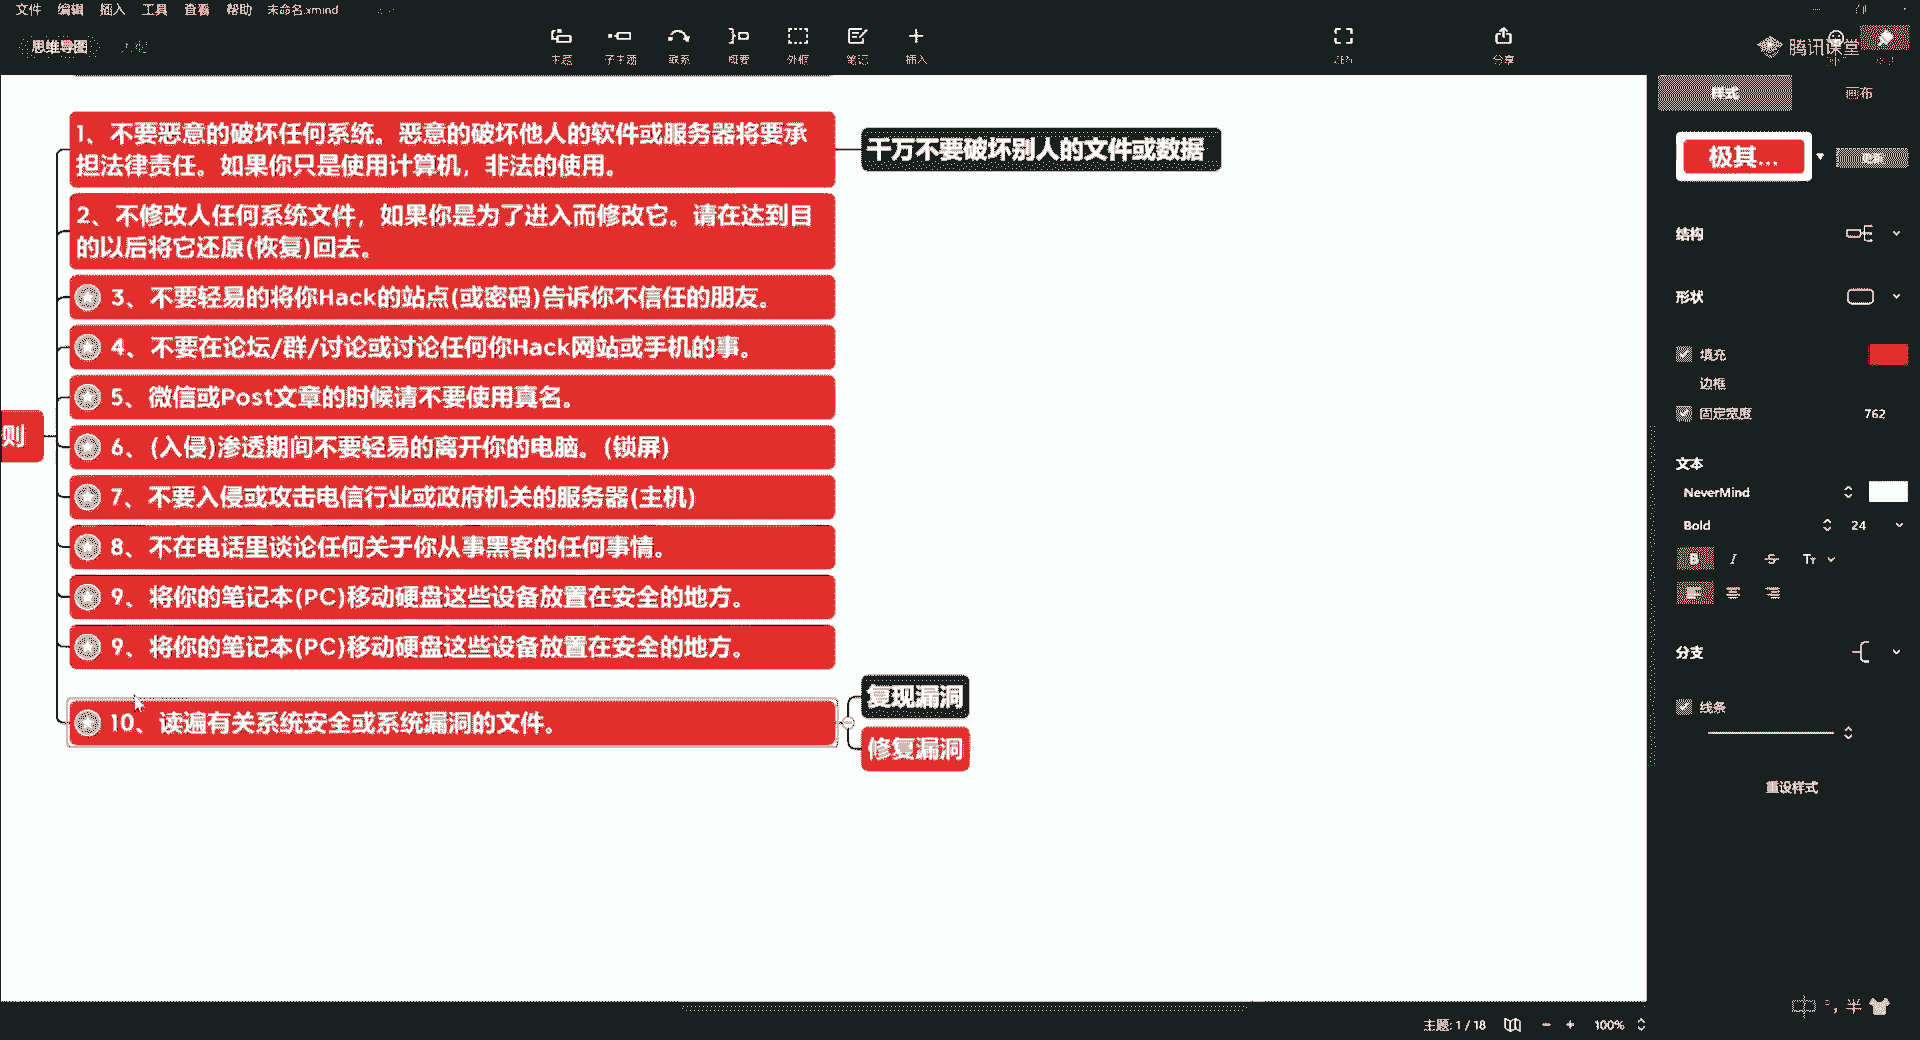 文件 编辑 插入 工具 查看 帮助 未命名.xmind
思维导图
主题 子主题 联系 概要 外框 笔记 插入 ZEN 分享
腾讯课堂
样式 画布
1、不要恶意的破坏任何系统。恶意的破坏他人的软件或服务器将要承
担法律责任。如果你只是使用计算机，非法的使用。
千万不要破坏别人的文件或数据
极其... 更新
2、不修改人任何系统文件，如果你是为了进入而修改它。请在达到目
的以后将它还原(恢复)回去。
结构
3、不要轻易的将你Hack的站点(或密码)告诉你不信任的朋友。
形状
4、不要在论坛/群/讨论或讨论任何你Hack网站或手机的事。
填充
边框
5、微信或Post文章的时候请不要使用真名。
固定宽度 762
则
6、(入侵)渗透期间不要轻易的离开你的电脑。(锁屏)
文本
7、不要入侵或攻击电信行业或政府机关的服务器(主机)
NeverMind
Bold 24
8、不在电话里谈论任何关于你从事黑客的任何事情。
B I S Tт
9、将你的笔记本(PC)移动硬盘这些设备放置在安全的地方。
9、将你的笔记本(PC)移动硬盘这些设备放置在安全的地方。
分支
10、读遍有关系统安全或系统漏洞的文件。
复现漏洞
修复漏洞
线条
重设样式
中 °, 半
主题: 1 / 18 100%